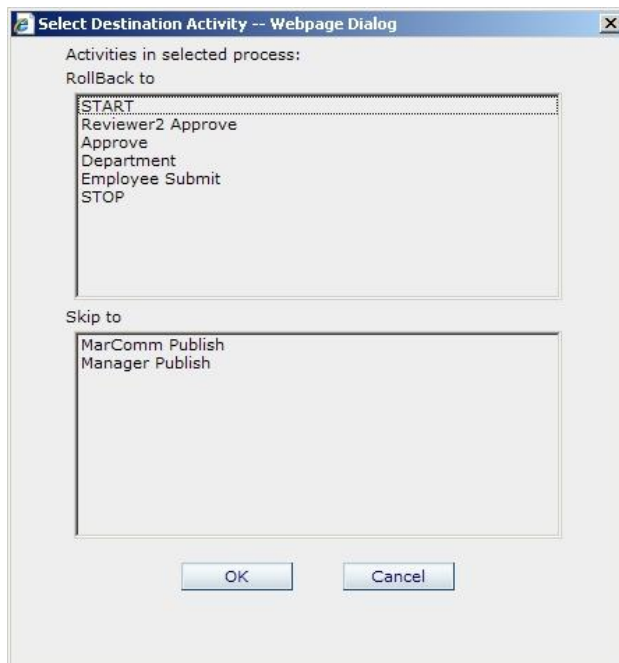 Select Destination Activity -- Webpage Dialog
Activities in selected process:
RollBack to
START
Reviewer2 Approve
Approve
Department
Employee Submit
STOP
Skip to
MarComm Publish
Manager Publish
OK
Cancel